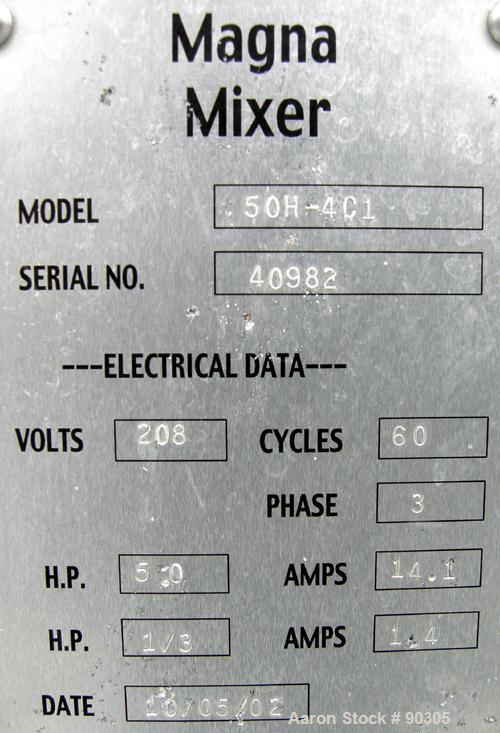 Magna
Mixer
MODEL 50H-4C1
SERIAL NO. 40982
---ELECTRICAL DATA---
VOLTS 208 CYCLES 60
PHASE 3
H.P. 5.0 AMPS 14.1
H.P. 1/3 AMPS 1.4
DATE 10/05/02
Aaron Stock # 90305